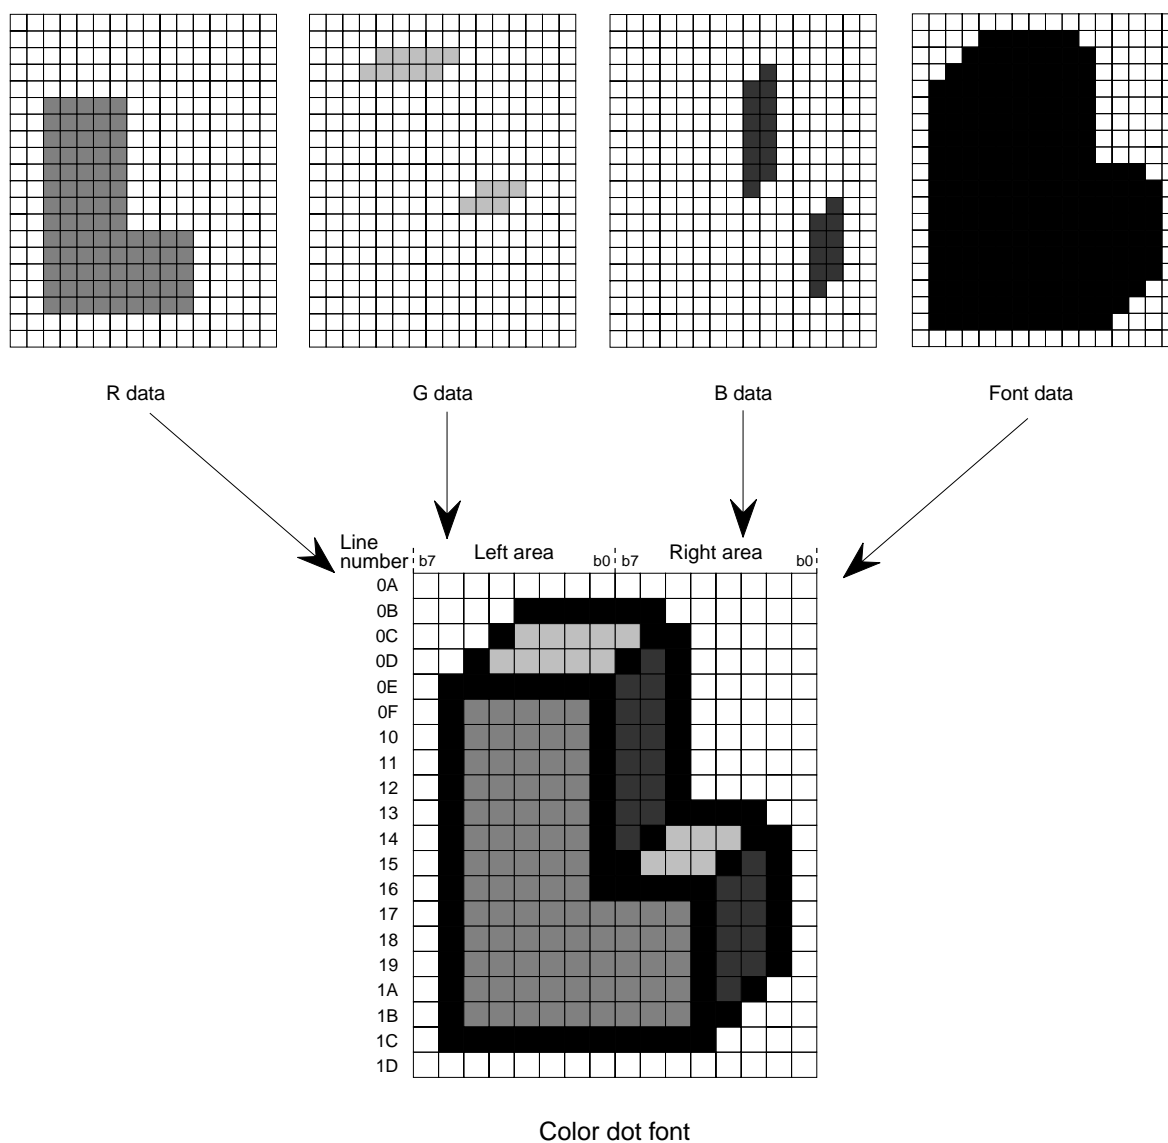 R data
G data
B data
Font data
Line number
b7
Left area
b0
b7
Right area
b0
0A
0B
0C
0D
0E
0F
10
11
12
13
14
15
16
17
18
19
1A
1B
1C
1D
Color dot font